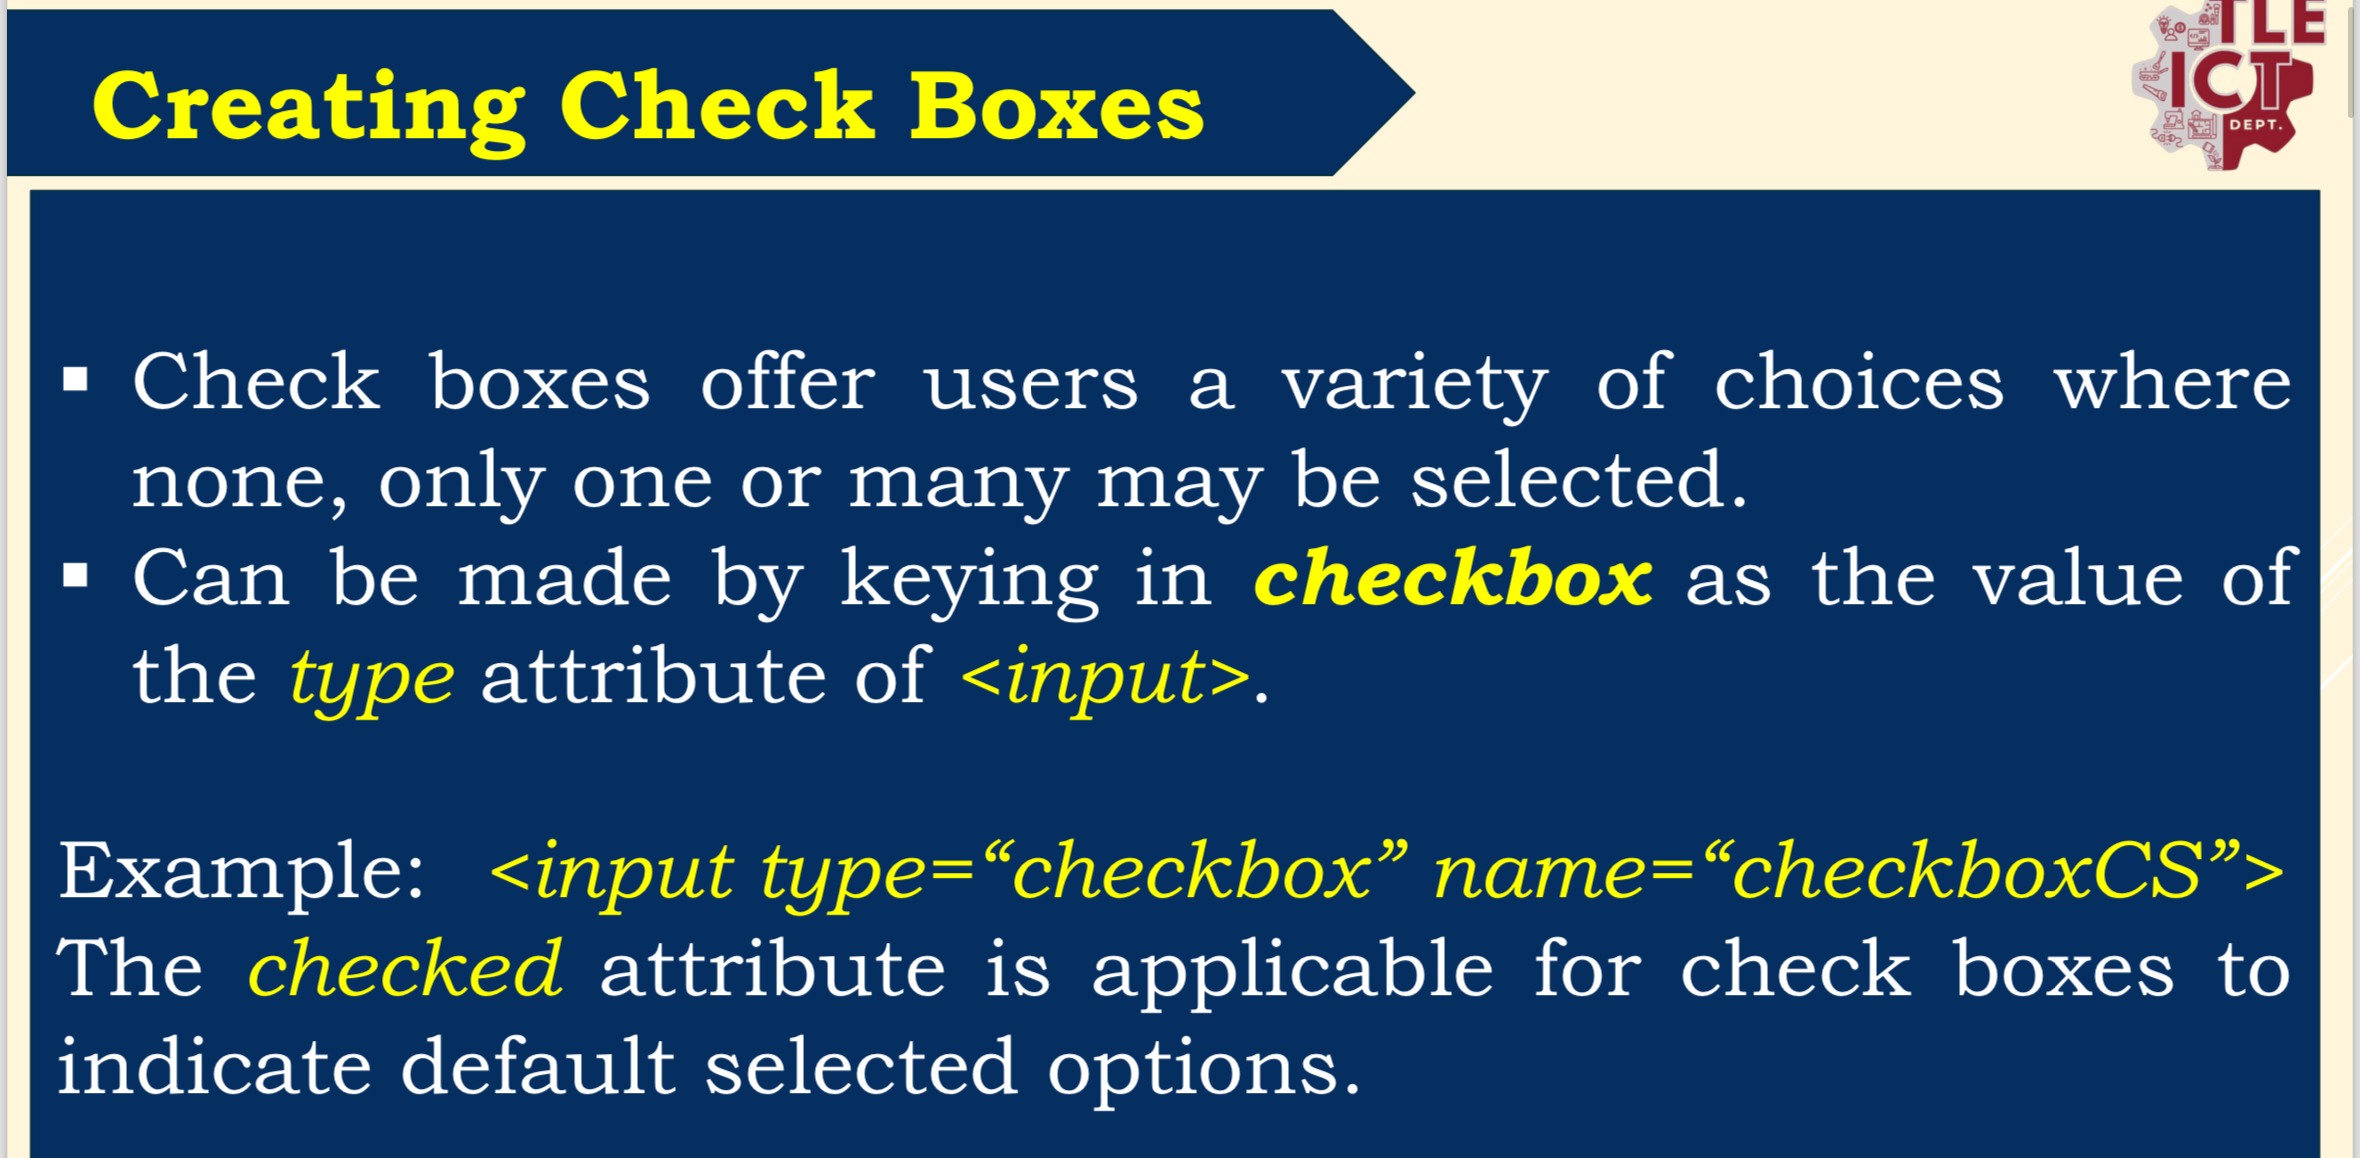 Creating Check Boxes
TLE
ICT
DEPT.
▪ Check boxes offer users a variety of choices where
none, only one or many may be selected.
▪ Can be made by keying in checkbox as the value of
the type attribute of <input>.
Example: <input type=“checkbox” name=“checkboxCS”>
The checked attribute is applicable for check boxes to
indicate default selected options.